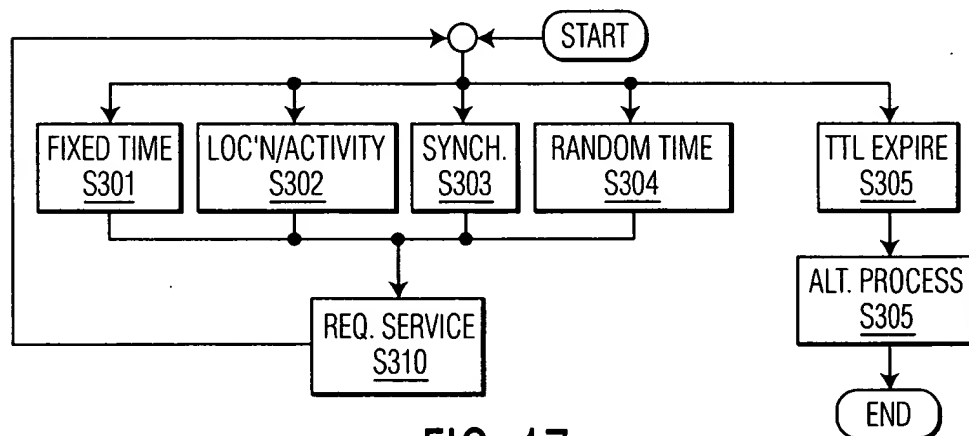 START
FIXED TIME
S301
LOC'N/ACTIVITY
S302
SYNCH.
S303
RANDOM TIME
S304
TTL EXPIRE
S305
REQ. SERVICE
S310
ALT. PROCESS
S305
END